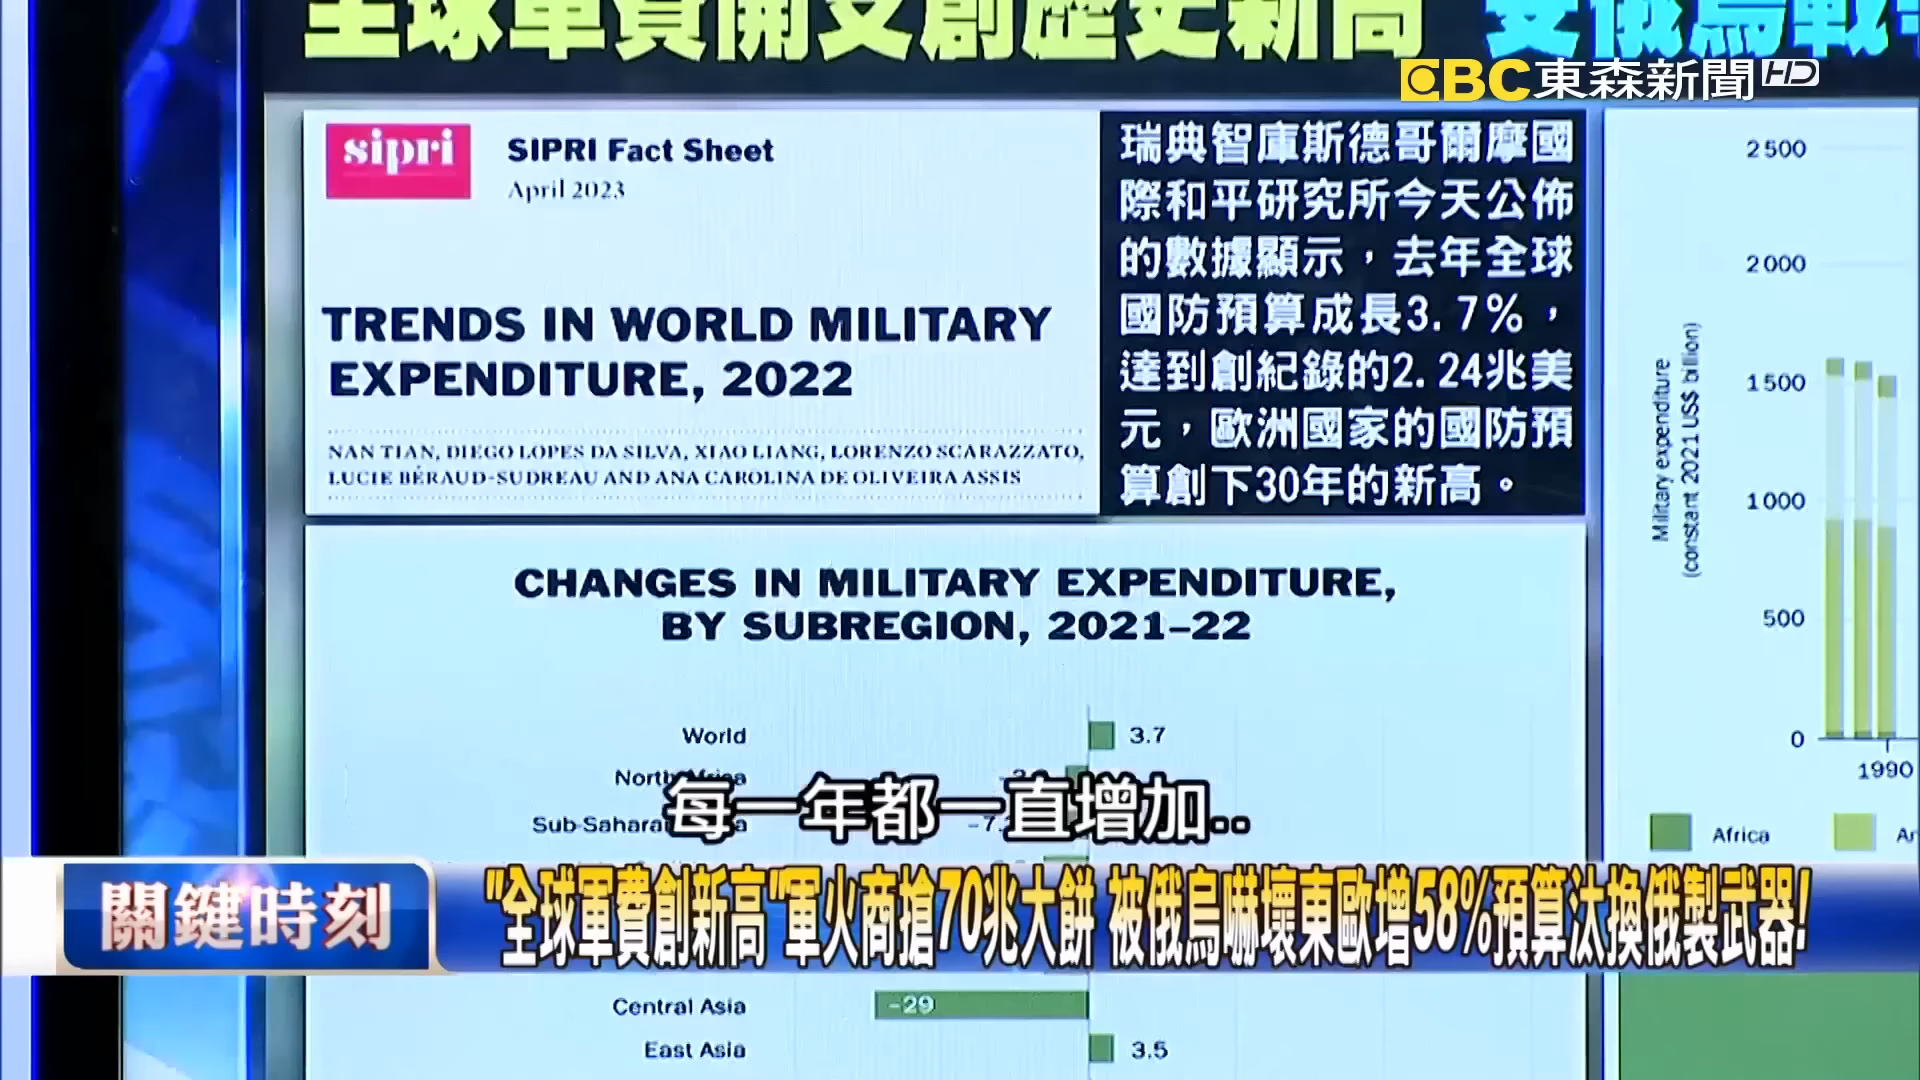 全球軍費開支創歷史新高 受俄烏戰爭
EBC東森新聞HD
sipri
SIPRI Fact Sheet
April 2023
TRENDS IN WORLD MILITARY
EXPENDITURE, 2022
NAN TIAN, DIEGO LOPES DA SILVA, XIAO LIANG, LORENZO SCARAZZATO,
LUCIE BÉRAUD-SUDREAU AND ANA CAROLINA DE OLIVEIRA ASSIS
瑞典智庫斯德哥爾摩國
際和平研究所今天公佈
的數據顯示，去年全球
國防預算成長3.7%，
達到創紀錄的2.24兆美
元，歐洲國家的國防預
算創下30年的新高。
2500
2000
1500
1000
500
0
Military expenditure
(constant 2021 US$ billion)
1990
Africa
CHANGES IN MILITARY EXPENDITURE,
BY SUBREGION, 2021–22
World 3.7
North
Sub-Saharan
每一年都一直增加..
關鍵時刻
"全球軍費創新高"軍火商搶70兆大餅 被俄烏嚇壞東歐增58%預算汰換俄製武器!
Central Asia -29
East Asia 3.5